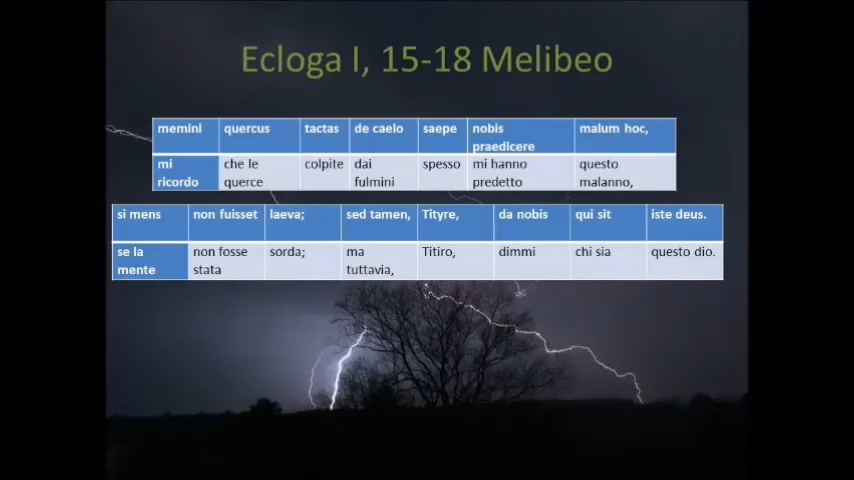 Ecloga I, 15-18 Melibeo
memini quercus tactas de caelo saepe nobis praedicere malum hoc,
mi ricordo che le querce colpite dai fulmini spesso mi hanno predetto questo malanno,
si mens non fuisset laeva; sed tamen, Tityre, da nobis qui sit iste deus.
se la mente non fosse stata sorda; ma tuttavia, Titiro, dimmi chi sia questo dio.